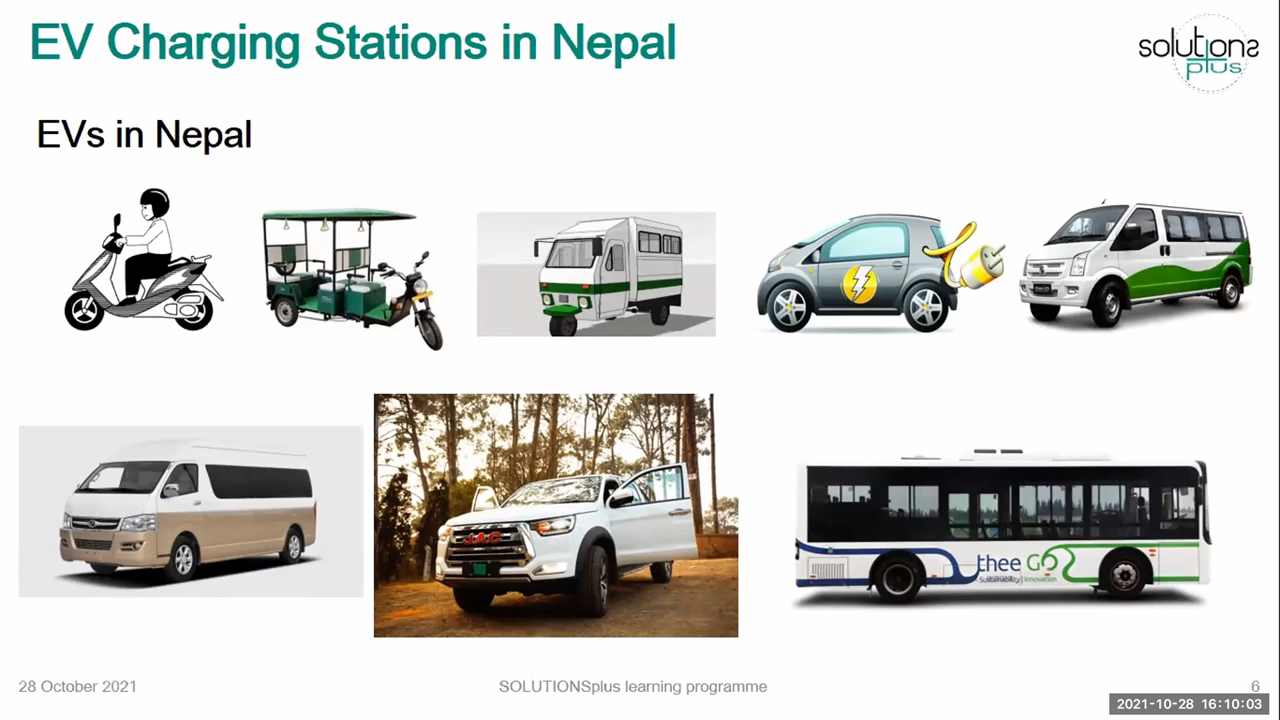 EV Charging Stations in Nepal
solutions
plus
EVs in Nepal
JAC
thee GO
Sustainability | Innovation
28 October 2021
SOLUTIONSplus learning programme
6
2021-10-28 16:10:03